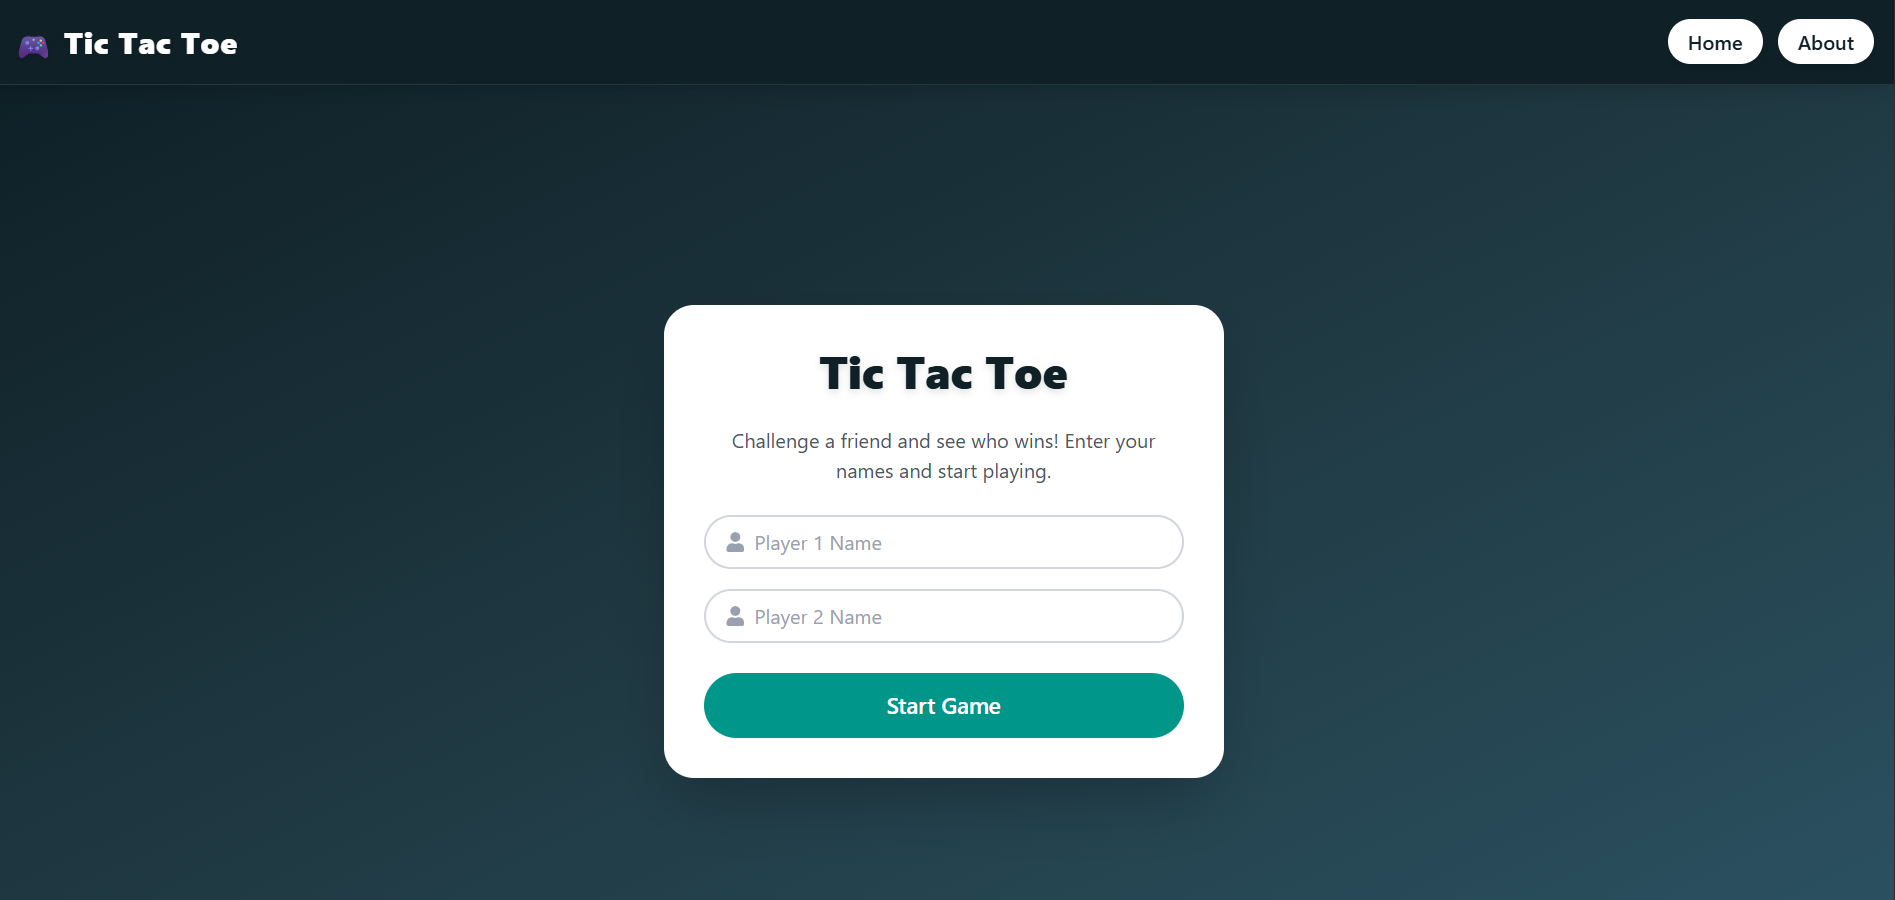 Tic Tac Toe
Home
About
Tic Tac Toe
Challenge a friend and see who wins! Enter your
names and start playing.
Player 1 Name
Player 2 Name
Start Game